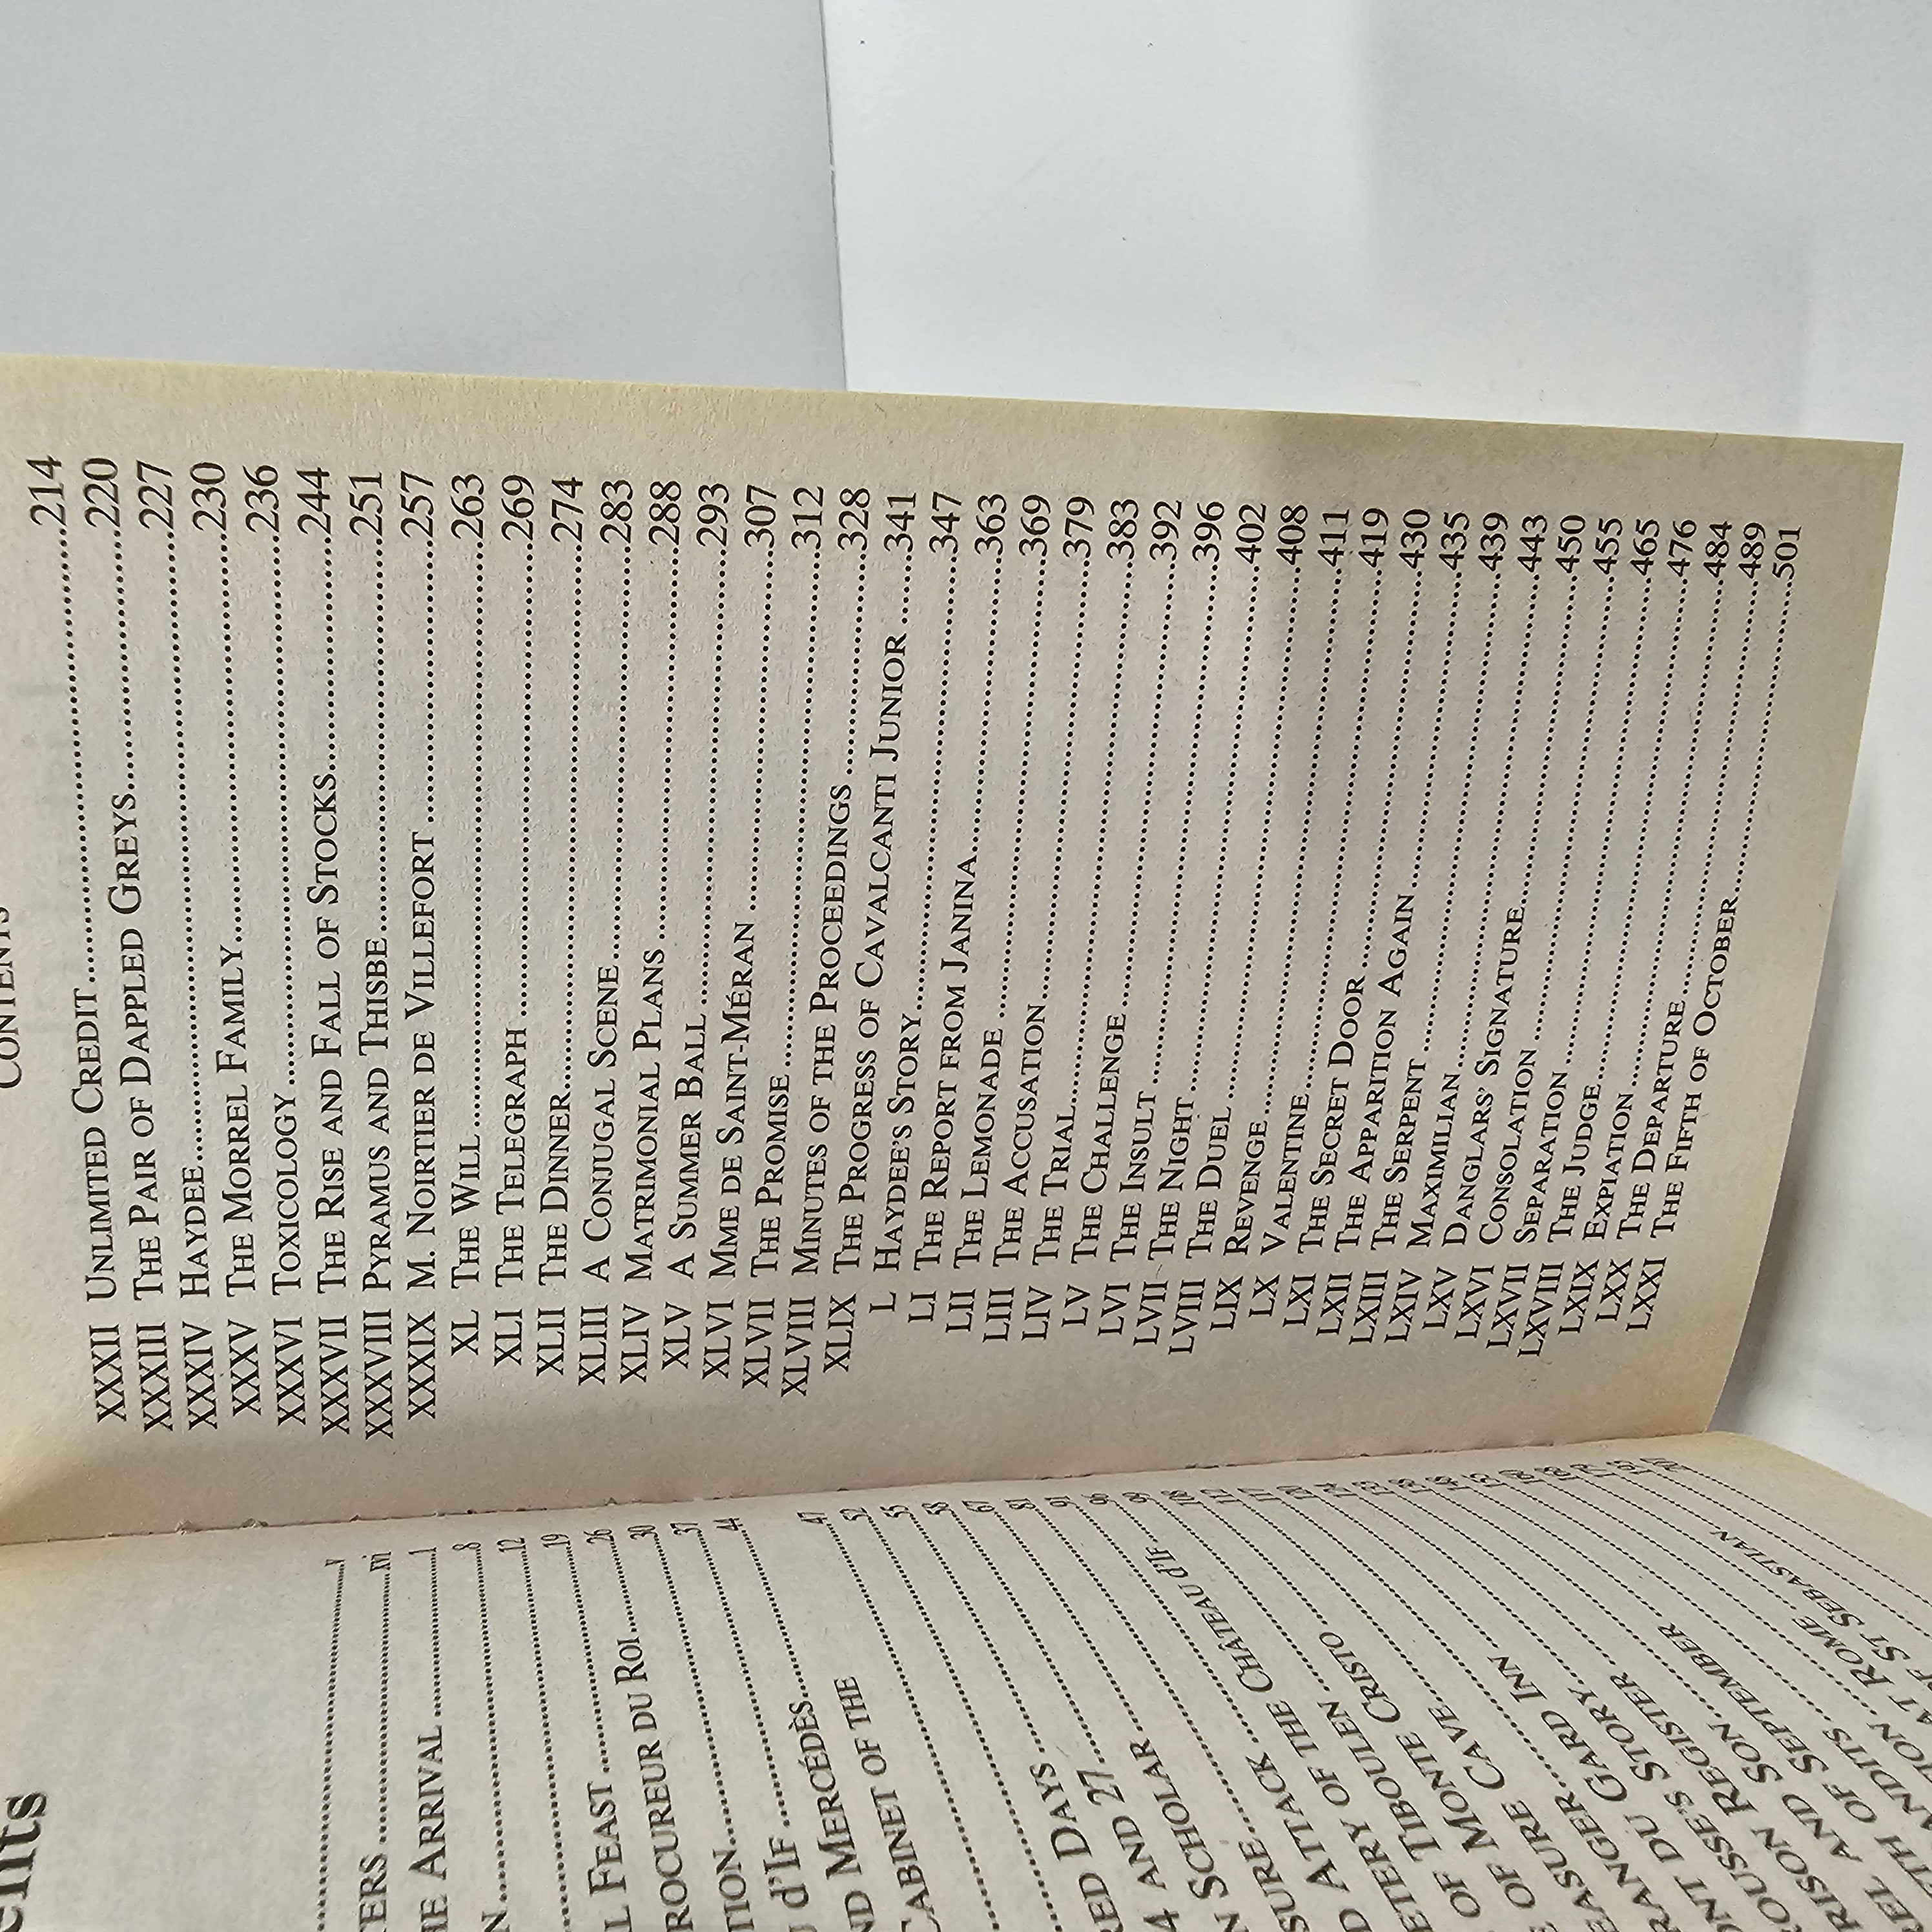 ents
v
TERS ... xvi
HE ARRIVAL ... 1
N ... 8
... 12
L FEAST ... 19
ROCUREUR DU ROI ... 26
TION ... 30
U d'IF ... 37
ND MERCÉDÈS ... 44
CABINET OF THE
... 47
... 52
RED DAYS ... 55
4 AND 27 ... 58
N SCHOLAR ... 67
SURE ... 81
D ATTACK ... 91
ETERY OF THE CHÂTEAU d'IF ... 96
OF TIBOULEN ... 99
E OF MONTE CRISTO ... 108
EASURE CAVE ... 112
RANGER ... 117
ONT DU GARD INN ... 120
ROUSSE'S STORY ... 124
RISON REGISTER ... 133
REL AND SON ... 138
TH OF SEPTEMBER ... 148
ANDITS ... 155
TION ... 160
AT ROME ... 168
OF ST SEBASTIAN ... 179
193
207
CONTENTS
XXXII UNLIMITED CREDIT ... 214
XXXIII THE PAIR OF DAPPLED GREYS ... 220
XXXIV HAYDEE ... 227
XXXV THE MORREL FAMILY ... 230
XXXVI TOXICOLOGY ... 236
XXXVII THE RISE AND FALL OF STOCKS ... 244
XXXVIII PYRAMUS AND THISBE ... 251
XXXIX M. NOIRTIER DE VILLEFORT ... 257
XL THE WILL ... 263
XLI THE TELEGRAPH ... 269
XLII THE DINNER ... 274
XLIII A CONJUGAL SCENE ... 283
XLIV MATRIMONIAL PLANS ... 288
XLV A SUMMER BALL ... 293
XLVI MME DE SAINT-MÉRAN ... 307
XLVII THE PROMISE ... 312
XLVIII MINUTES OF THE PROCEEDINGS ... 328
XLIX THE PROGRESS OF CAVALCANTI JUNIOR ... 341
L HAYDEE'S STORY ... 347
LI THE REPORT FROM JANINA ... 363
LII THE LEMONADE ... 369
LIII THE ACCUSATION ... 379
LIV THE TRIAL ... 383
LV THE CHALLENGE ... 392
LVI THE INSULT ... 396
LVII THE NIGHT ... 402
LVIII THE DUEL ... 408
LIX REVENGE ... 411
LX VALENTINE ... 419
LXI THE SECRET DOOR ... 430
LXII THE APPARITION AGAIN ... 435
LXIII THE SERPENT ... 439
LXIV MAXIMILIAN ... 443
LXV DANGLARS' SIGNATURE ... 450
LXVI CONSOLATION ... 455
LXVII SEPARATION ... 465
LXVIII THE JUDGE ... 476
LXIX EXPIATION ... 484
LXX THE DEPARTURE ... 489
LXXI THE FIFTH OF OCTOBER ... 501